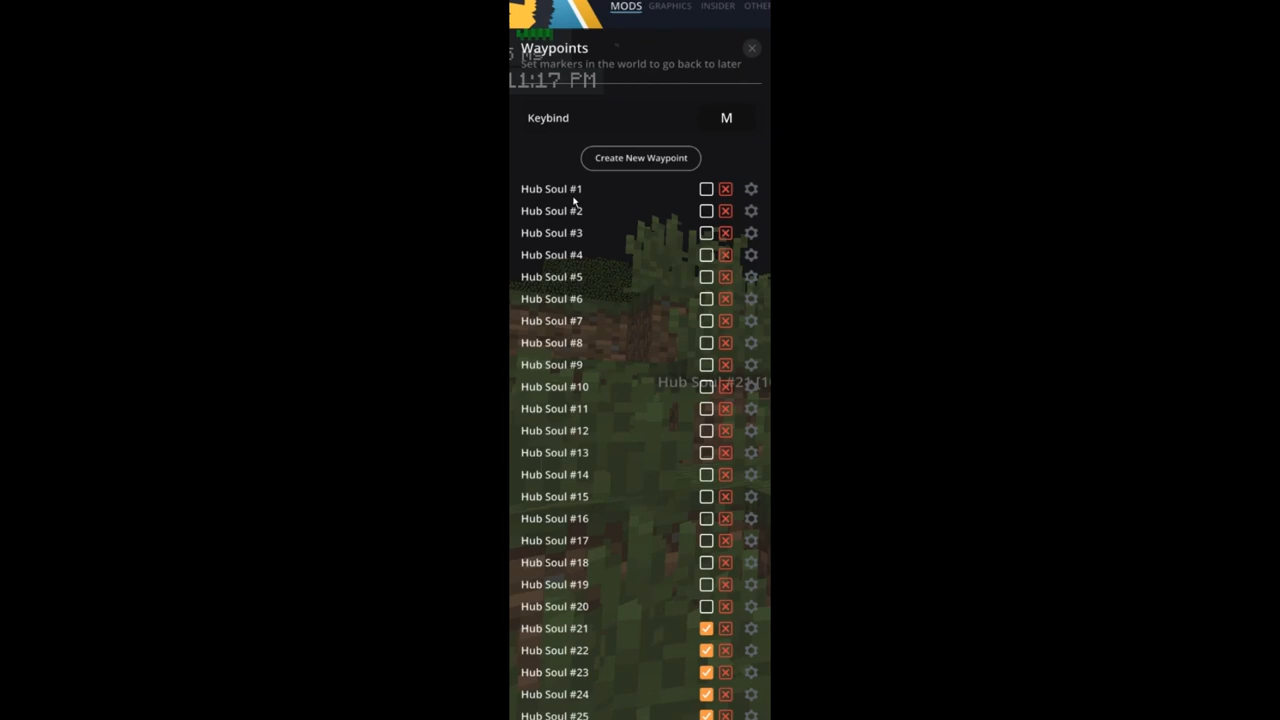 MODS GRAPHICS INSIDER OTHE
Waypoints
Set markers in the world to go back to later
11:17 PM
Keybind M
Create New Waypoint
Hub Soul #1
Hub Soul #2
Hub Soul #3
Hub Soul #4
Hub Soul #5
Hub Soul #6
Hub Soul #7
Hub Soul #8
Hub Soul #9
Hub Soul #21 [1
Hub Soul #10
Hub Soul #11
Hub Soul #12
Hub Soul #13
Hub Soul #14
Hub Soul #15
Hub Soul #16
Hub Soul #17
Hub Soul #18
Hub Soul #19
Hub Soul #20
Hub Soul #21
Hub Soul #22
Hub Soul #23
Hub Soul #24
Hub Soul #25